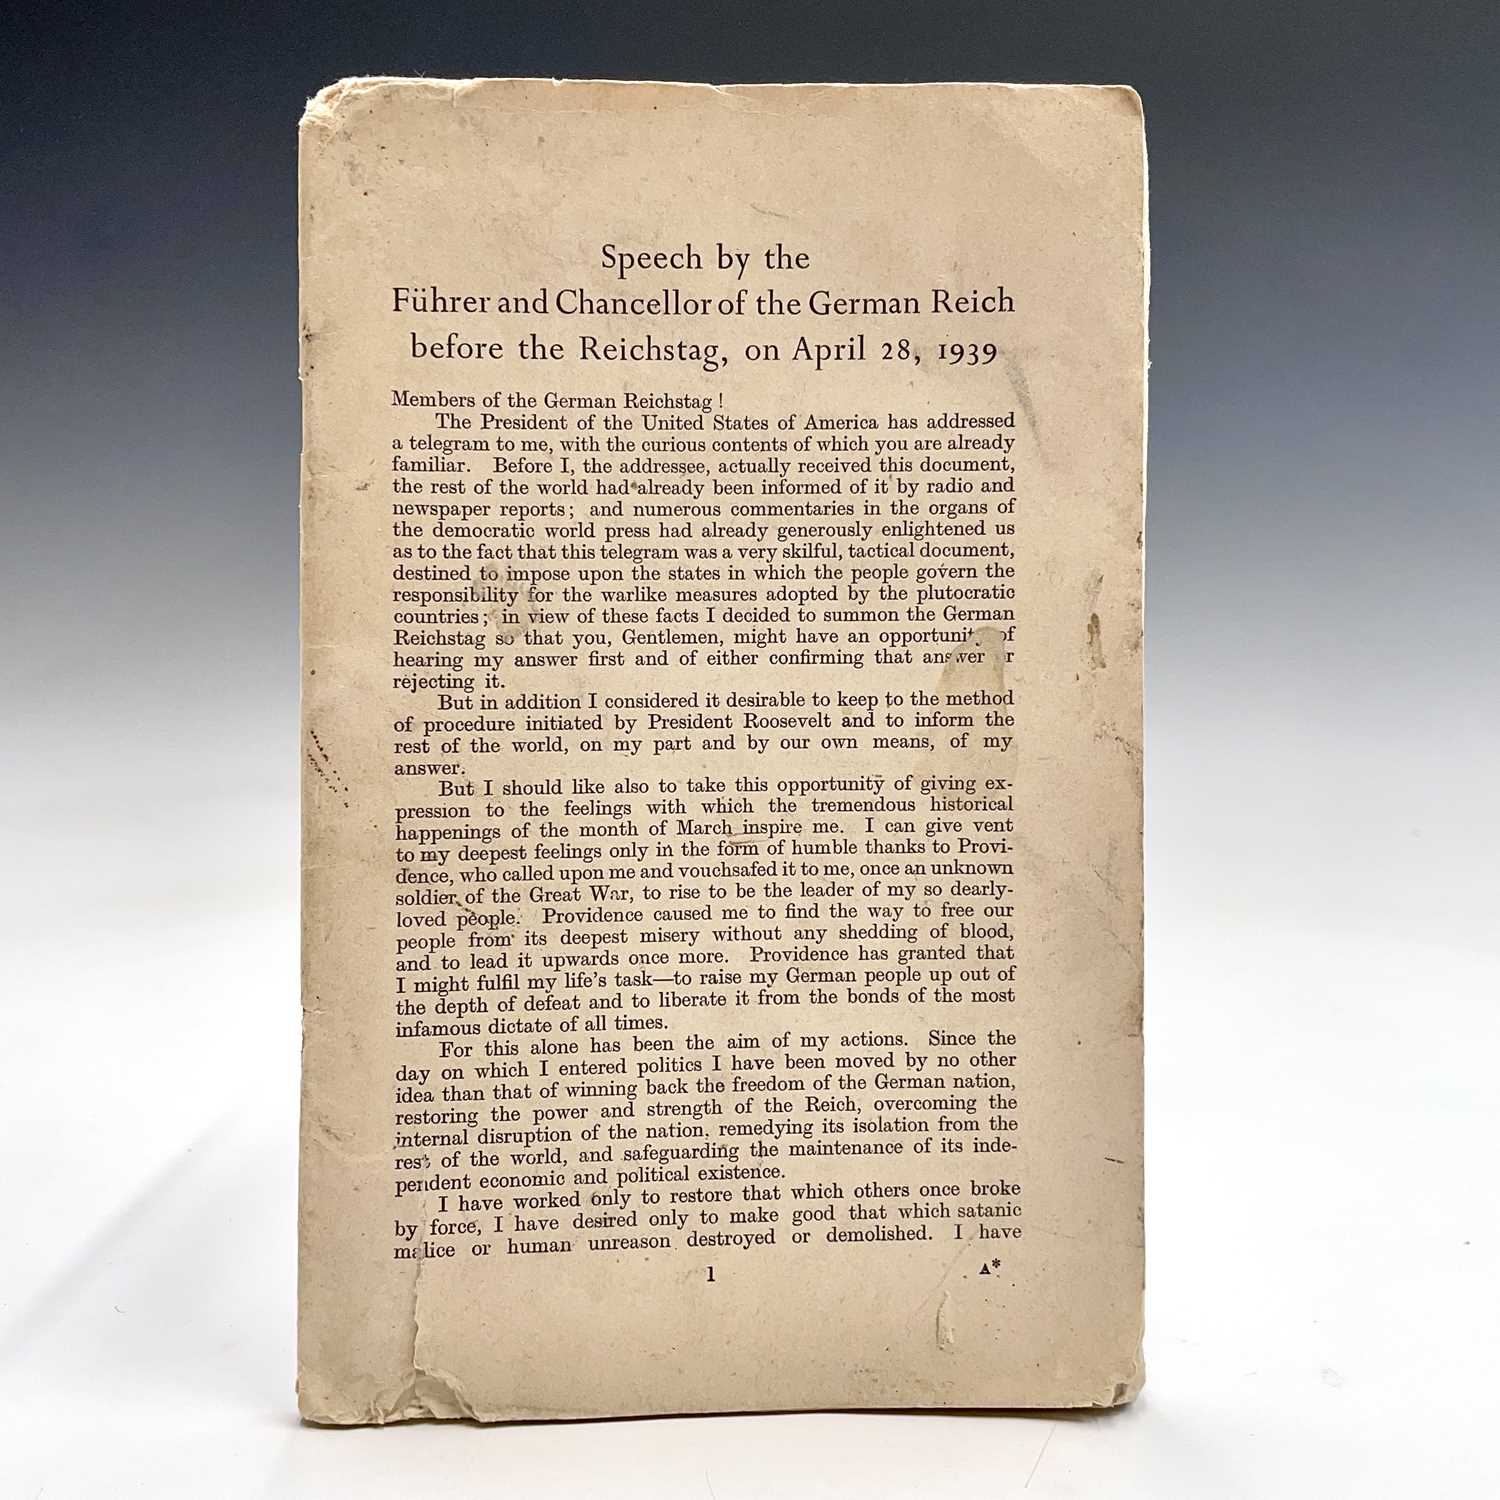 Speech by the
Führer and Chancellor of the German Reich
before the Reichstag, on April 28, 1939
Members of the German Reichstag !
The President of the United States of America has addressed
a telegram to me, with the curious contents of which you are already
familiar. Before I, the addressee, actually received this document,
the rest of the world had already been informed of it by radio and
newspaper reports ; and numerous commentaries in the organs of
the democratic world press had already generously enlightened us
as to the fact that this telegram was a very skilful, tactical document,
destined to impose upon the states in which the people govern the
responsibility for the warlike measures adopted by the plutocratic
countries ; in view of these facts I decided to summon the German
Reichstag so that you, Gentlemen, might have an opportunity of
hearing my answer first and of either confirming that answer or
rejecting it.
But in addition I considered it desirable to keep to the method
of procedure initiated by President Roosevelt and to inform the
rest of the world, on my part and by our own means, of my
answer.
But I should like also to take this opportunity of giving ex-
pression to the feelings with which the tremendous historical
happenings of the month of March inspire me. I can give vent
to my deepest feelings only in the form of humble thanks to Provi-
dence, who called upon me and vouchsafed it to me, once an unknown
soldier of the Great War, to rise to be the leader of my so dearly-
loved people. Providence caused me to find the way to free our
people from its deepest misery without any shedding of blood,
and to lead it upwards once more. Providence has granted that
I might fulfil my life's task—to raise my German people up out of
the depth of defeat and to liberate it from the bonds of the most
infamous dictate of all times.
For this alone has been the aim of my actions. Since the
day on which I entered politics I have been moved by no other
idea than that of winning back the freedom of the German nation,
restoring the power and strength of the Reich, overcoming the
internal disruption of the nation, remedying its isolation from the
rest of the world, and safeguarding the maintenance of its inde-
pendent economic and political existence.
I have worked only to restore that which others once broke
by force, I have desired only to make good that which satanic
malice or human unreason destroyed or demolished. I have
1
A*